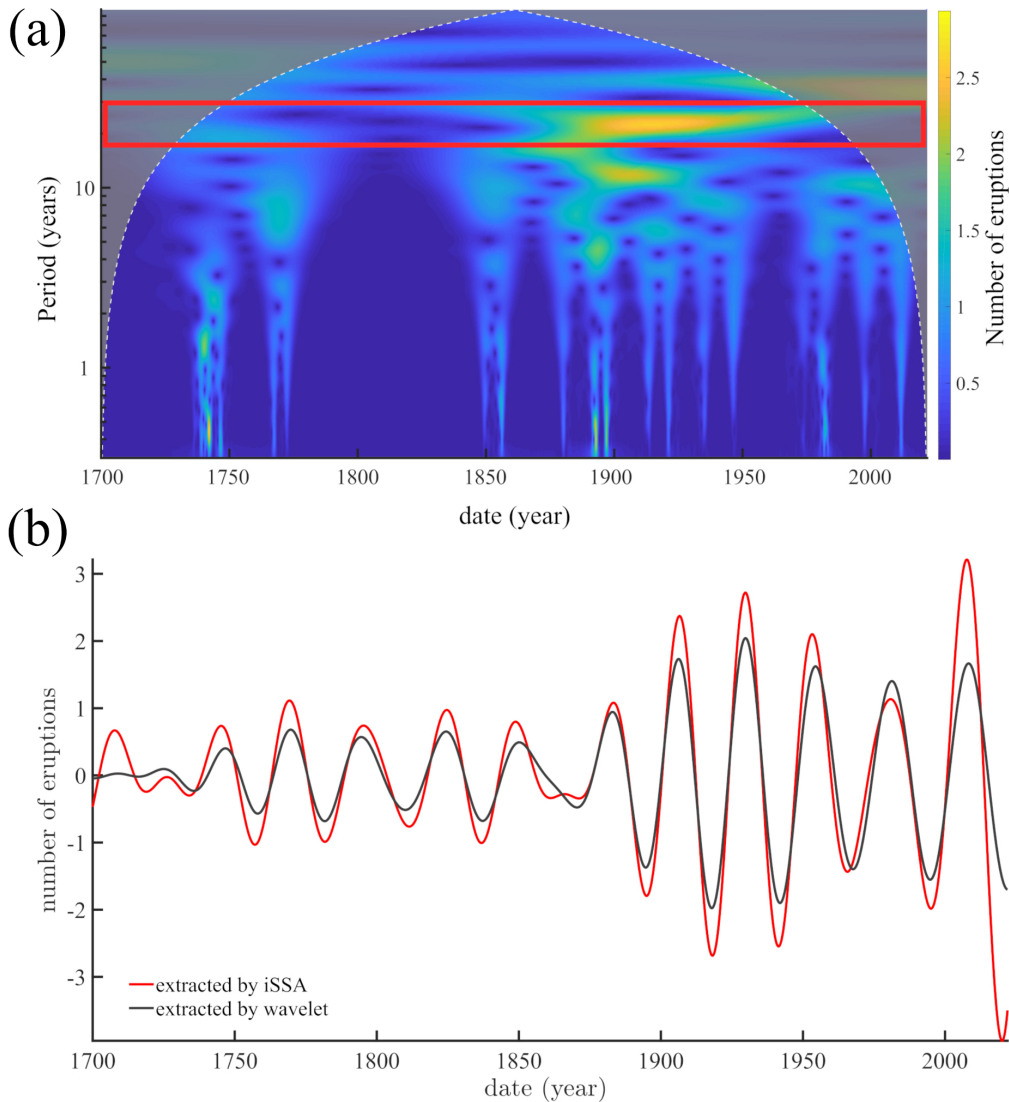 (a)
Period (years)
10
1
1700 1750 1800 1850 1900 1950 2000
date (year)
2.5
2
1.5
1
0.5
Number of eruptions
(b)
number of eruptions
3
2
1
0
-1
-2
-3
extracted by iSSA
extracted by wavelet
1700 1750 1800 1850 1900 1950 2000
date (year)